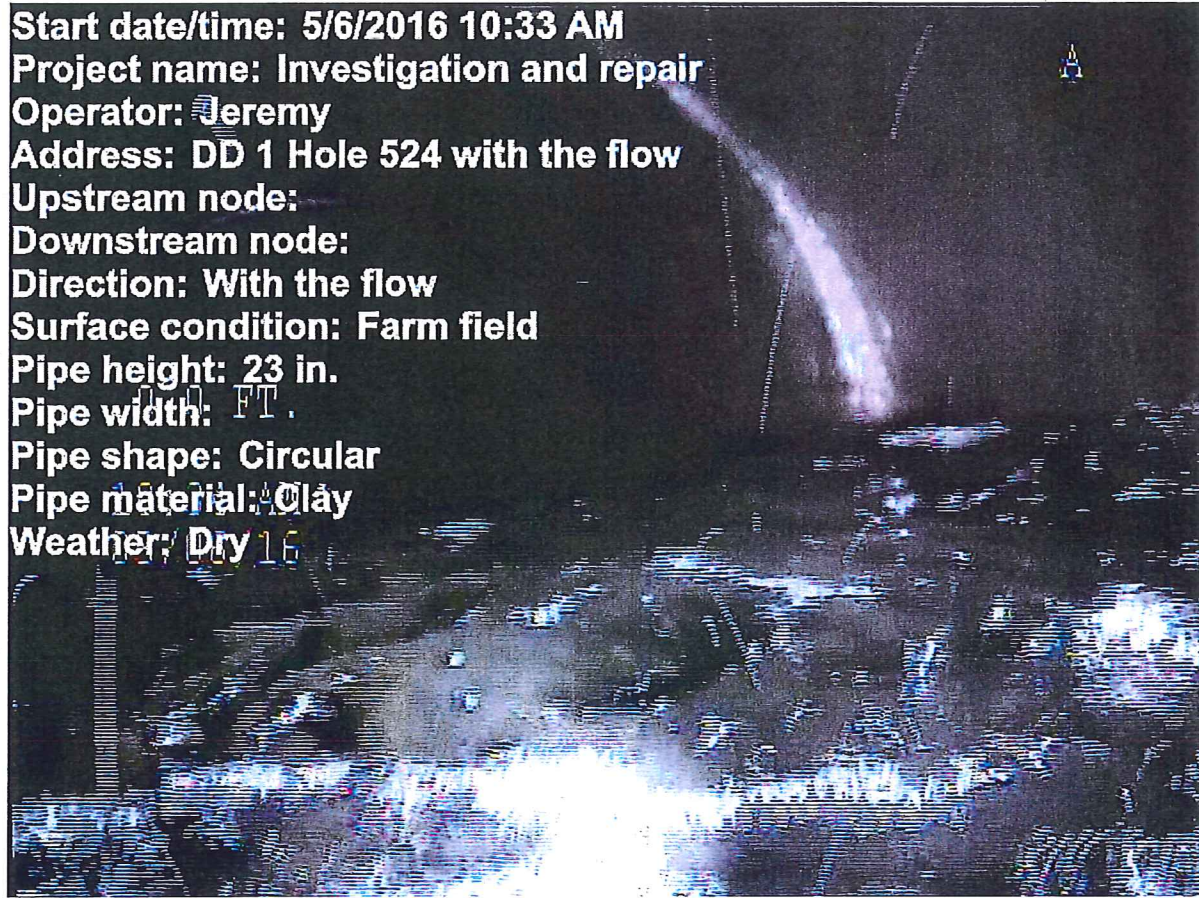 Start date/time: 5/6/2016 10:33 AM
Project name: Investigation and repair
A
Operator: Jeremy
Address: DD 1 Hole 524 with the flow
Upstream node:
Downstream node:
Direction: With the flow
Surface condition: Farm field
Pipe height: 23 in.
Pipe width:
FT.
Pipe shape: Circular
Pipe material: Clay
Weather: Dry